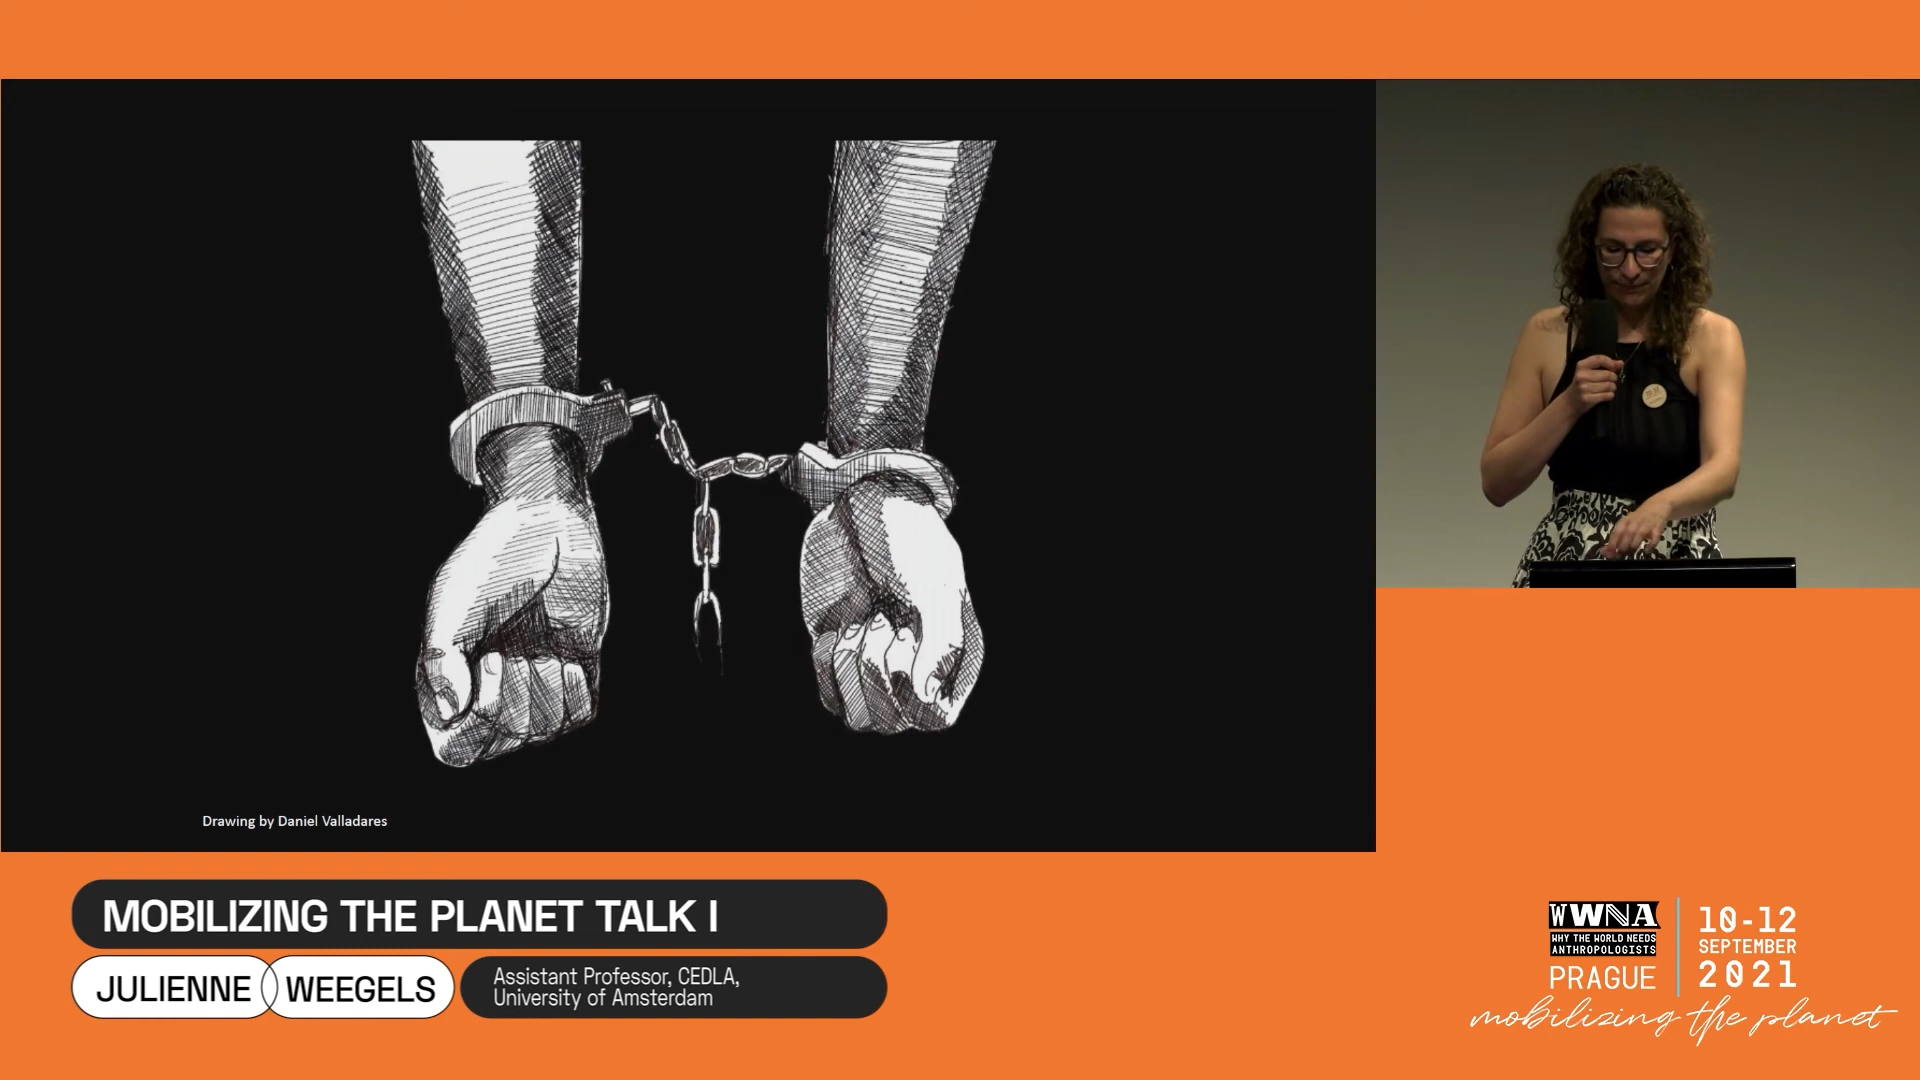 Drawing by Daniel Valladares
MOBILIZING THE PLANET TALK I
JULIENNE WEEGELS
Assistant Professor, CEDLA,
University of Amsterdam
WWNA
WHY THE WORLD NEEDS
ANTHROPOLOGISTS
PRAGUE
10-12
SEPTEMBER
2021
mobilizing the planet